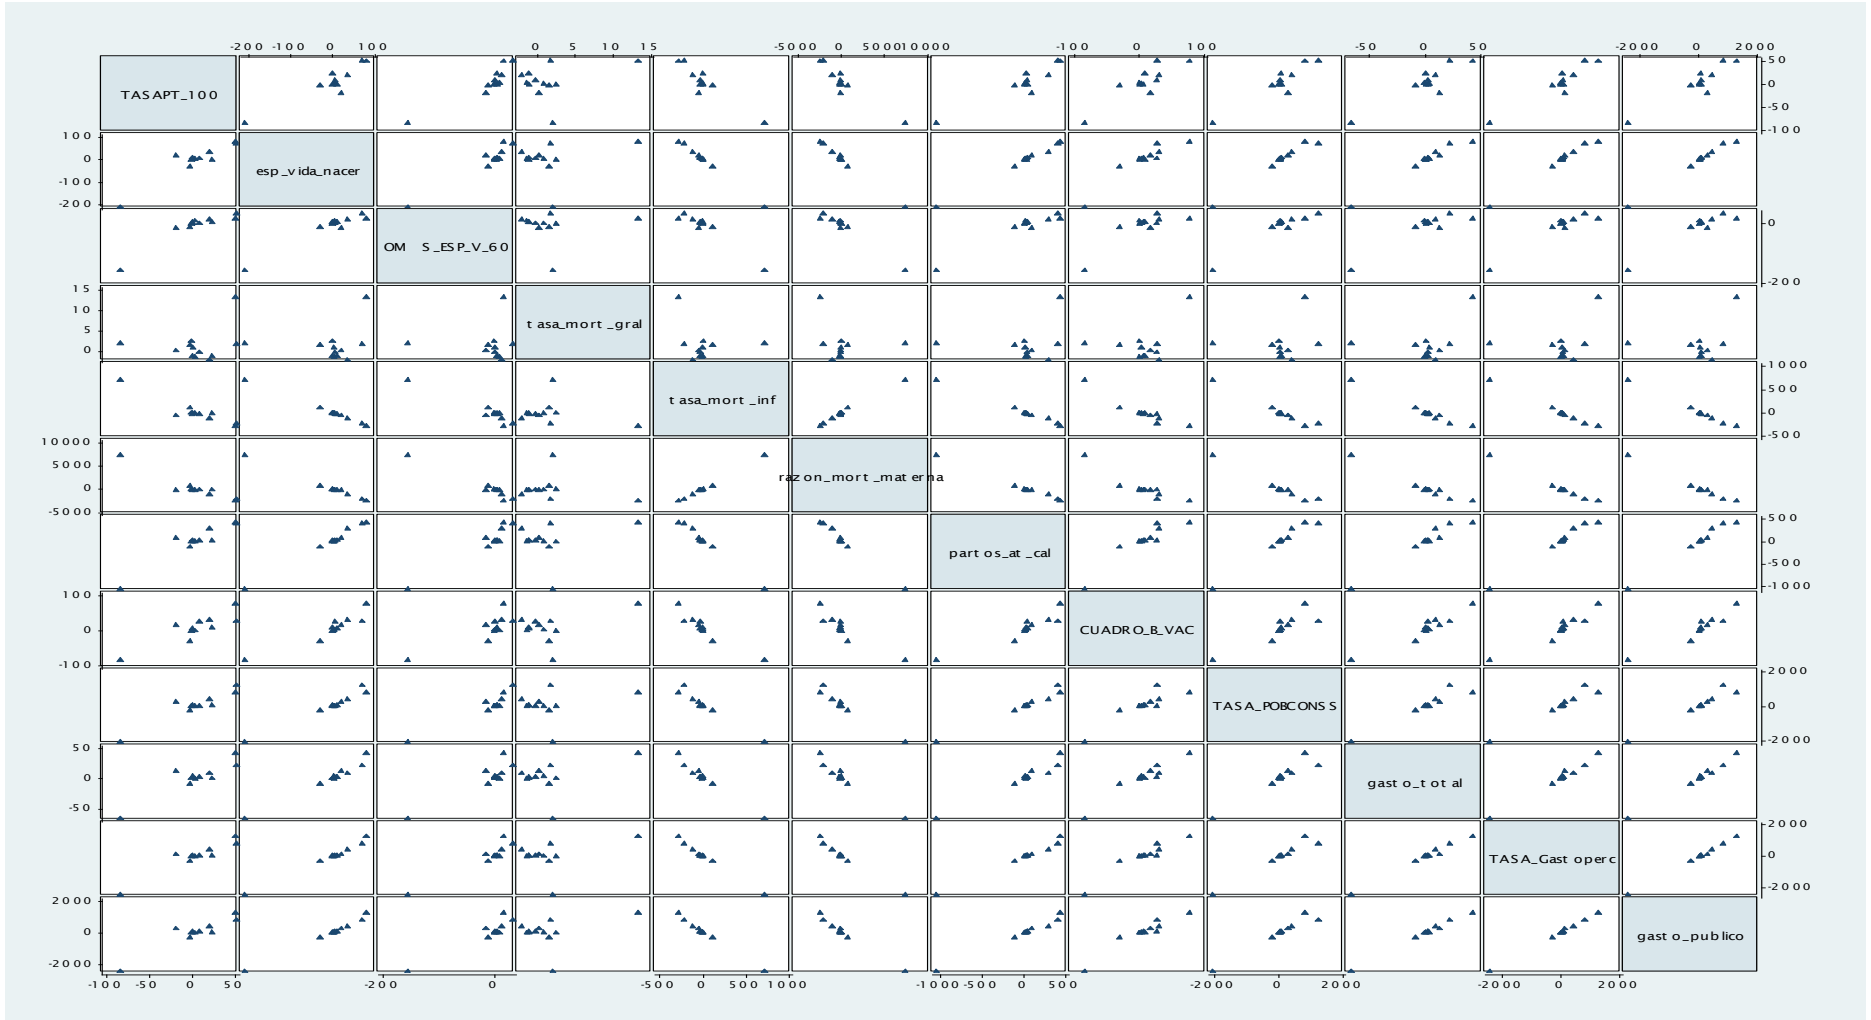 -200 -100 0 100 0 5 10 15 -5000 0 5000 10000 -100 0 100 -50 0 50 -2000 0 2000
TASAPT_100 50
0
-50
-100
100
0 esp_vida_nacer
-100
-200
OM S_ESP_V_60 0
-200
15
10
5 tasa_mort_gral
0
tasa_mort_inf 1000
500
0
-500
10000
5000
0 razon_mort_materna
-5000
partos_at_cal 500
0
-500
-1000
100
0 CUADRO_B_VAC
-100
TASA_POBCONSS 2000
0
-2000
50
0 gasto_total
-50
TASA_Gastoperc 2000
0
-2000
2000
0 gasto_publico
-2000
-100 -50 0 50 -200 0 -500 0 500 1000 -1000 -500 0 500 -2000 0 2000 -2000 0 2000